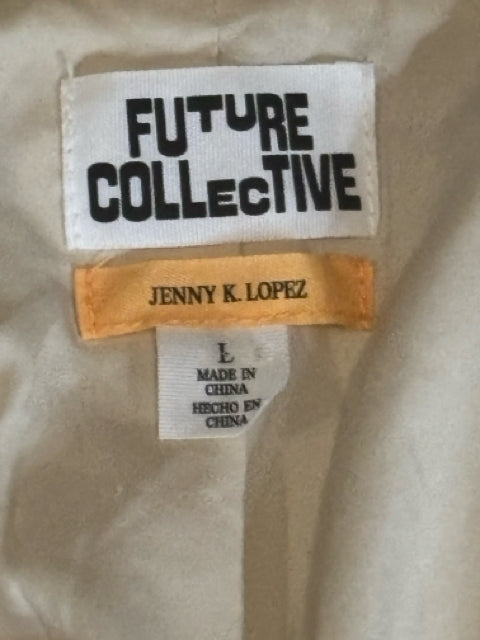 FUTURE
COLLECTIVE
JENNY K. LOPEZ
L
MADE IN
CHINA
HECHO EN
CHINA